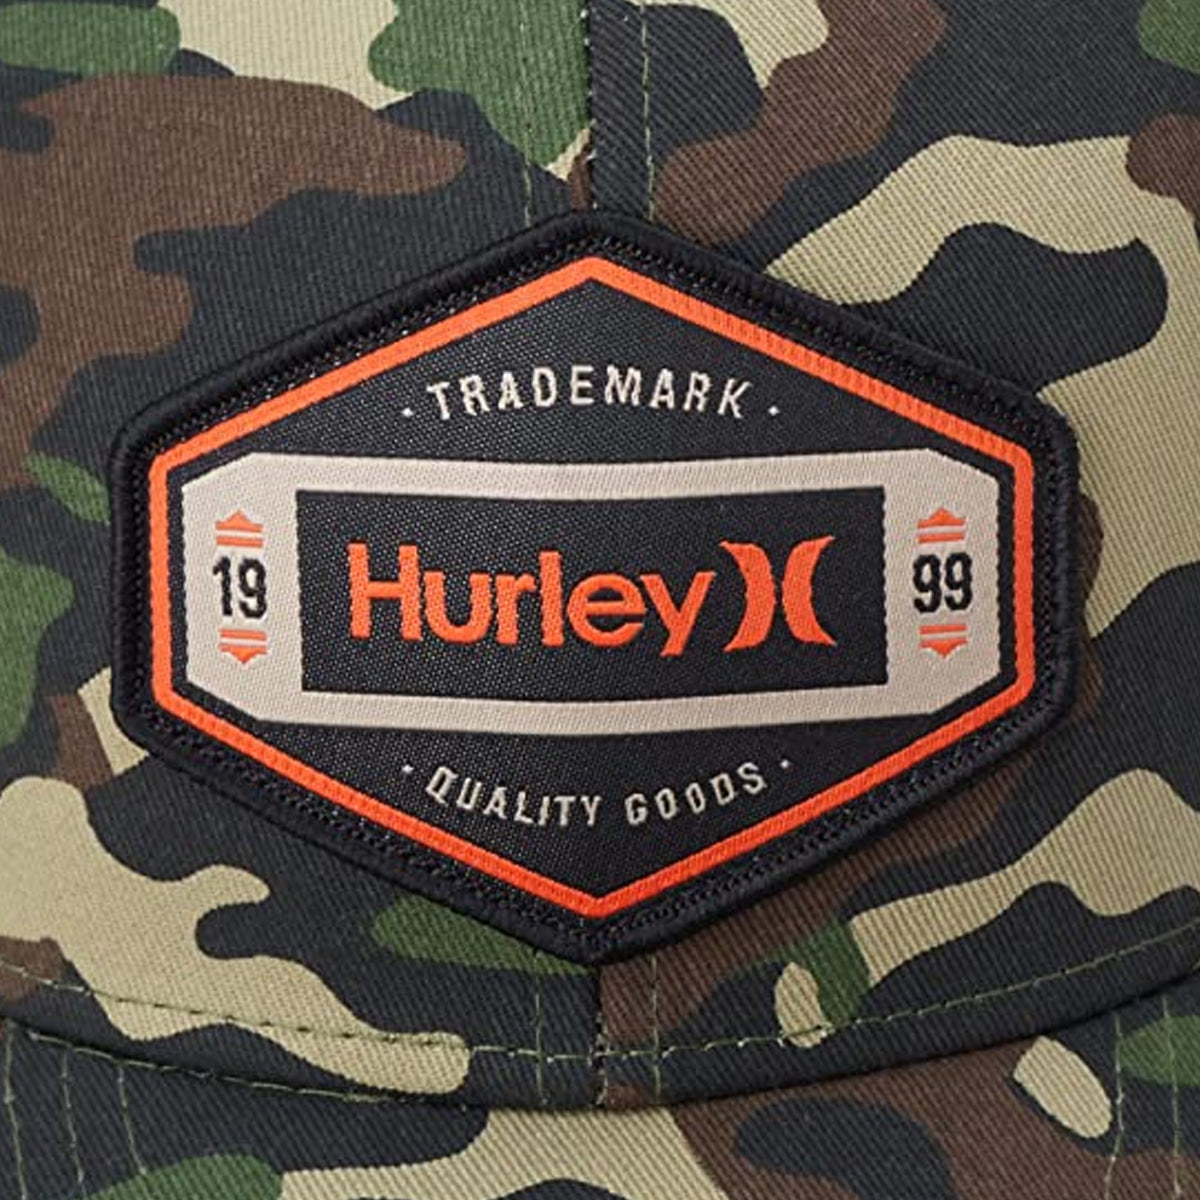 · TRADEMARK ·
19 Hurley 99
· QUALITY GOODS ·